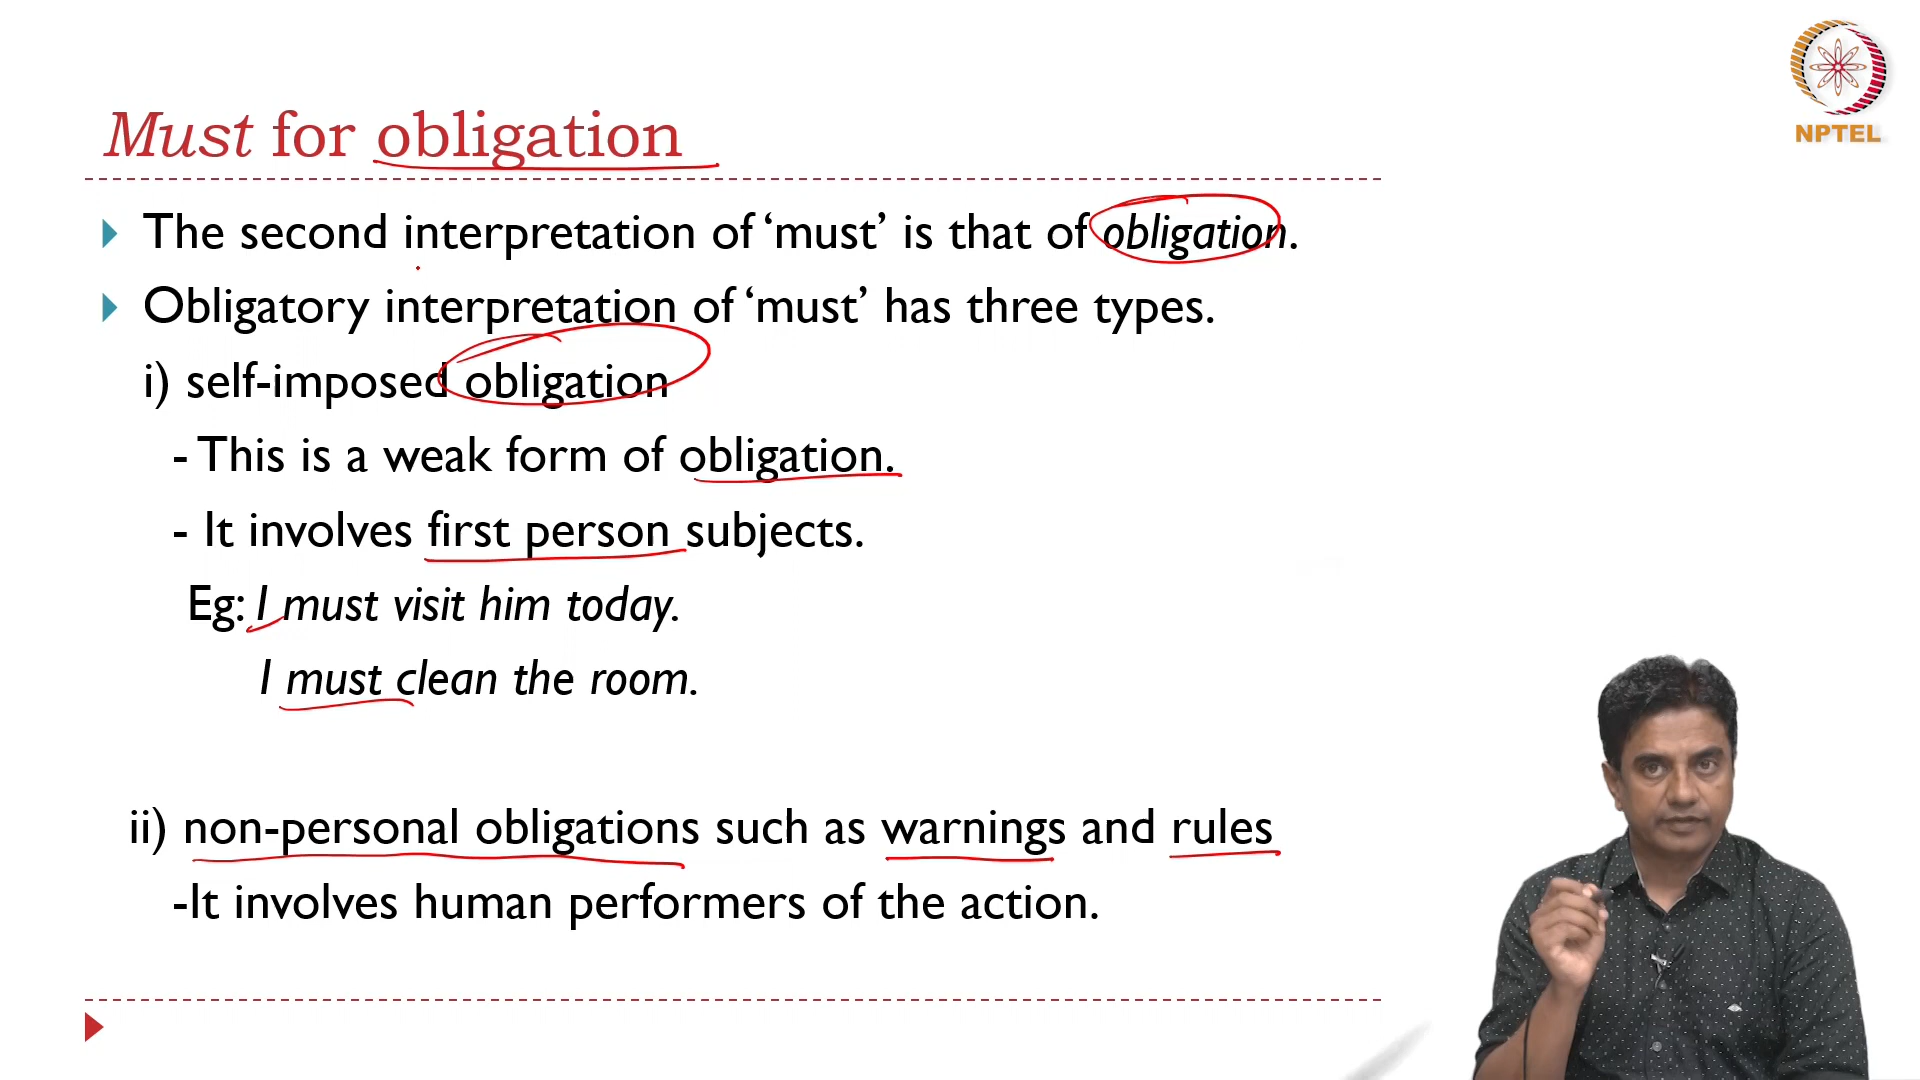 Must for obligation
NPTEL
The second interpretation of ‘must’ is that of obligation.
Obligatory interpretation of ‘must’ has three types.
i) self-imposed obligation
- This is a weak form of obligation.
- It involves first person subjects.
Eg: I must visit him today.
I must clean the room.
ii) non-personal obligations such as warnings and rules
-It involves human performers of the action.